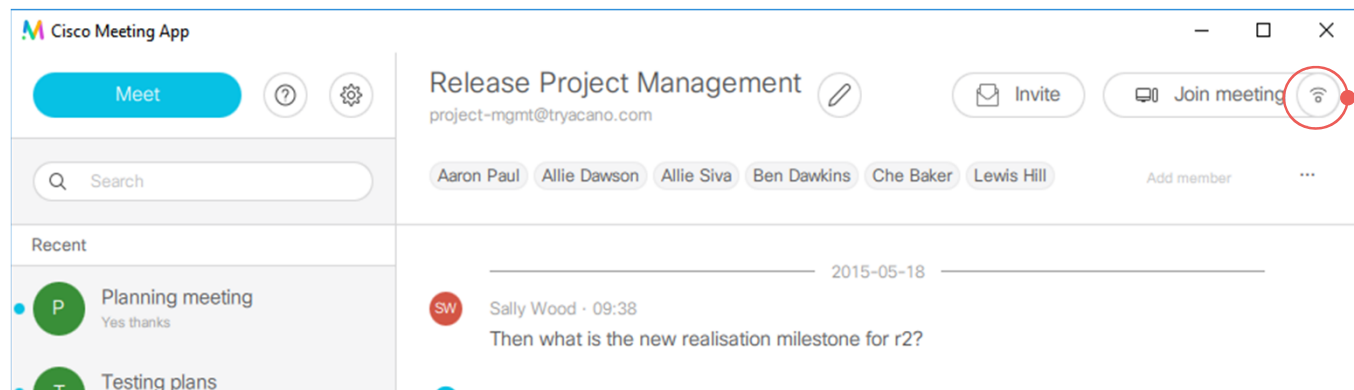 Cisco Meeting App
Meet
Search
Recent
P
Planning meeting
Yes thanks
T
Testing plans
Release Project Management
project-mgmt@tryacano.com
Invite
Join meeting
Aaron Paul Allie Dawson Allie Siva Ben Dawkins Che Baker Lewis Hill Add member ...
2015-05-18
SW
Sally Wood · 09:38
Then what is the new realisation milestone for r2?